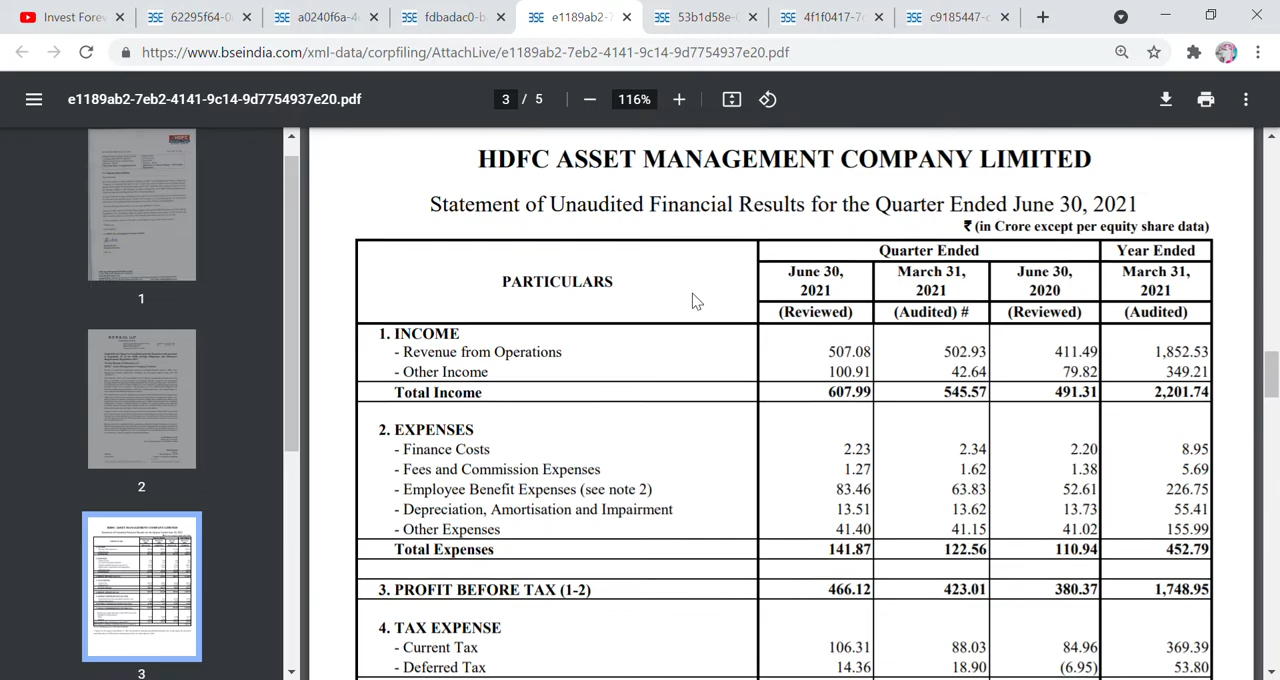 Invest Forev
62295f64-0
a0240f6a-4
fdbadac0-b
e1189ab2-7
53b1d58e-0
4f1f0417-7
c9185447-c
https://www.bseindia.com/xml-data/corpfiling/AttachLive/e1189ab2-7eb2-4141-9c14-9d7754937e20.pdf
e1189ab2-7eb2-4141-9c14-9d7754937e20.pdf 3 / 5 116%
1
2
3
HDFC ASSET MANAGEMENT COMPANY LIMITED
Statement of Unaudited Financial Results for the Quarter Ended June 30, 2021
₹ (in Crore except per equity share data)
PARTICULARS
Quarter Ended Year Ended
June 30, 2021 March 31, 2021 June 30, 2020 March 31, 2021
(Reviewed) (Audited) # (Reviewed) (Audited)
1. INCOME
- Revenue from Operations 507.08 502.93 411.49 1,852.53
- Other Income 100.91 42.64 79.82 349.21
Total Income 607.99 545.57 491.31 2,201.74
2. EXPENSES
- Finance Costs 2.23 2.34 2.20 8.95
- Fees and Commission Expenses 1.27 1.62 1.38 5.69
- Employee Benefit Expenses (see note 2) 83.46 63.83 52.61 226.75
- Depreciation, Amortisation and Impairment 13.51 13.62 13.73 55.41
- Other Expenses 41.40 41.15 41.02 155.99
Total Expenses 141.87 122.56 110.94 452.79
3. PROFIT BEFORE TAX (1-2) 466.12 423.01 380.37 1,748.95
4. TAX EXPENSE
- Current Tax 106.31 88.03 84.96 369.39
- Deferred Tax 14.36 18.90 (6.95) 53.80